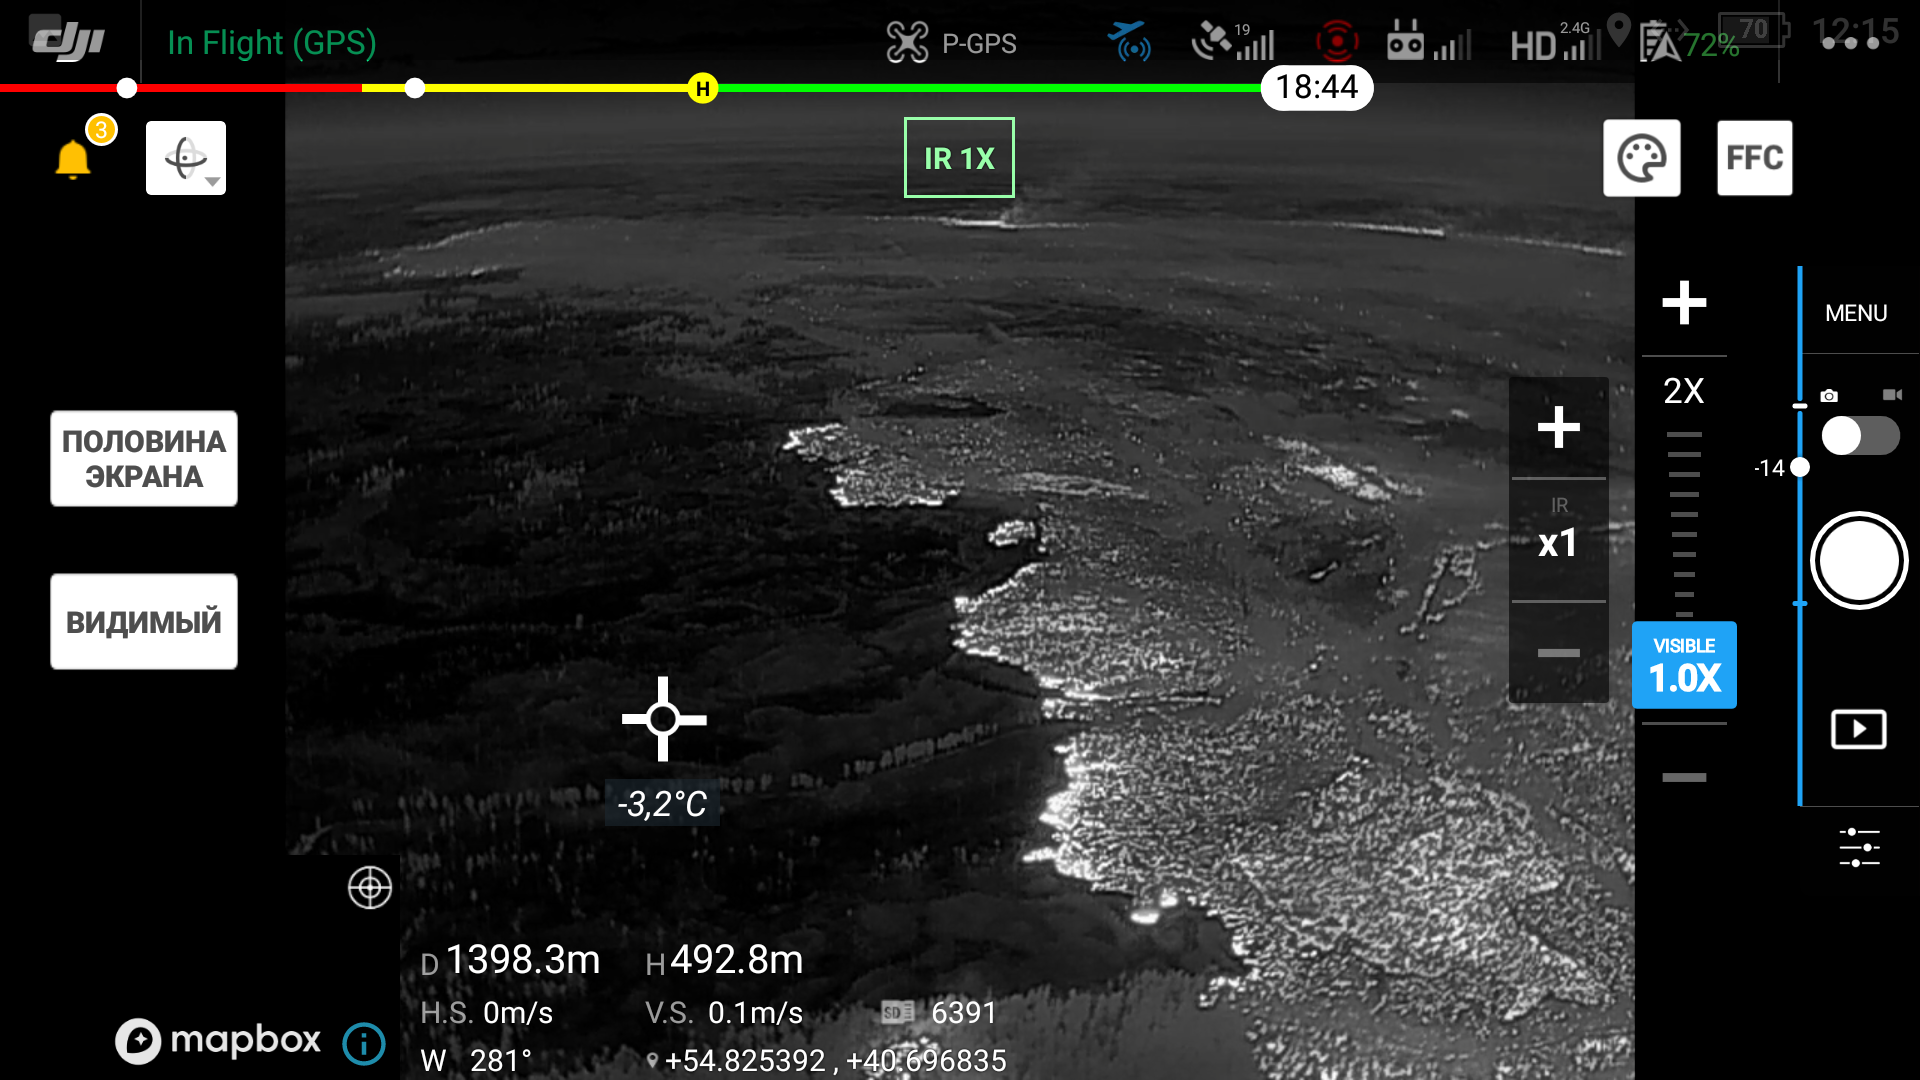 dji
In Flight (GPS)
P-GPS
19
HD
2.4G
72%
70
12:15
H
18:44
3
IR 1X
FFC
MENU
2X
ПОЛОВИНА
ЭКРАНА
IR
x1
-14
ВИДИМЫЙ
VISIBLE
1.0X
-3,2°C
D 1398.3m H 492.8m
H.S. 0m/s V.S. 0.1m/s SD 6391
W 281° +54.825392 , +40.696835
mapbox
i